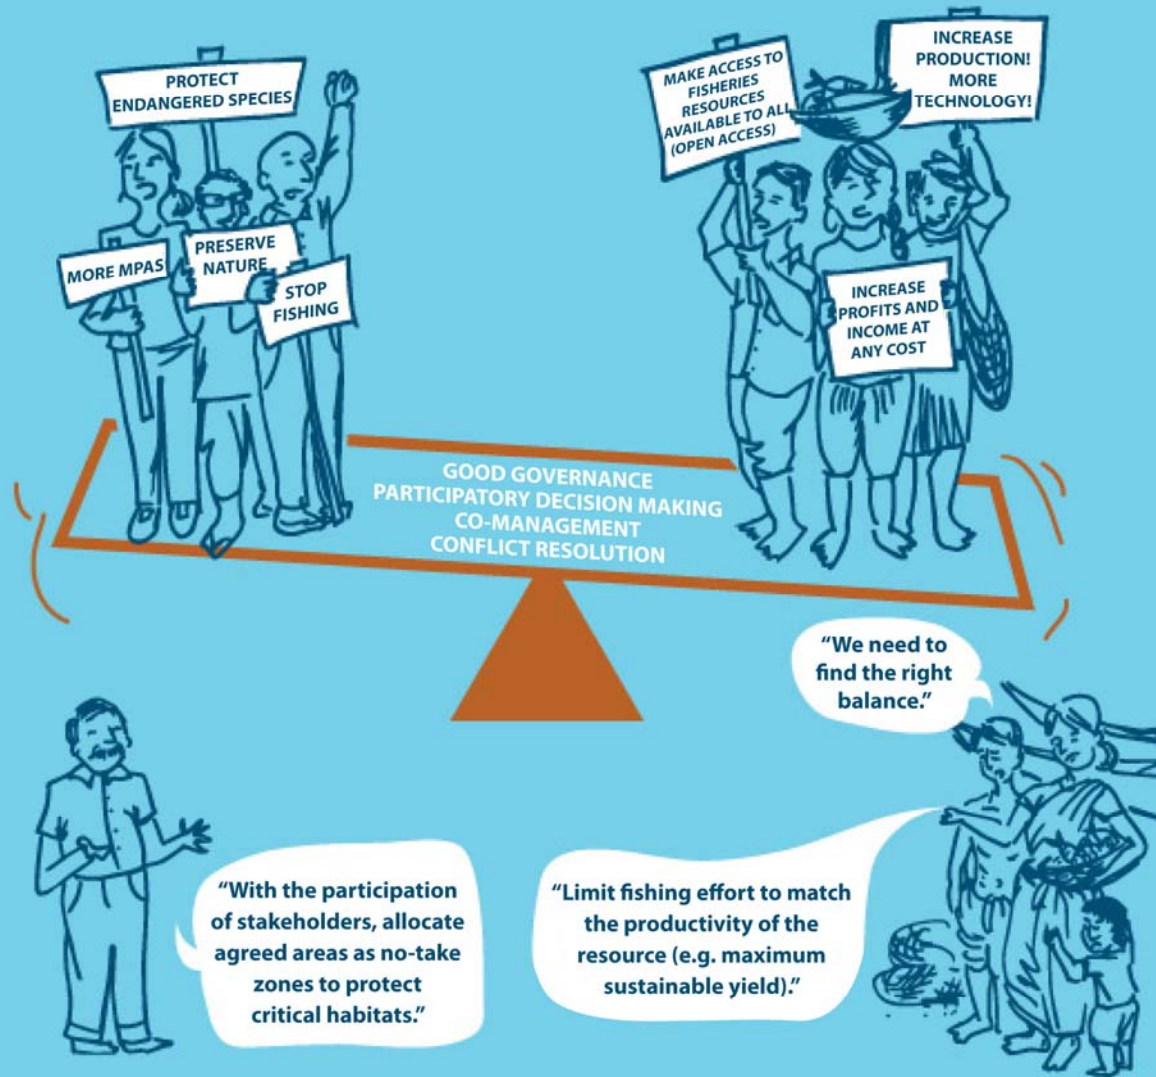 PROTECT
ENDANGERED SPECIES
MORE MPAS
PRESERVE
NATURE
STOP
FISHING
MAKE ACCESS TO
FISHERIES
RESOURCES
AVAILABLE TO ALL
(OPEN ACCESS)
INCREASE
PRODUCTION!
MORE
TECHNOLOGY!
INCREASE
PROFITS AND
INCOME AT
ANY COST
GOOD GOVERNANCE
PARTICIPATORY DECISION MAKING
CO-MANAGEMENT
CONFLICT RESOLUTION
“We need to
find the right
balance.”
“With the participation
of stakeholders, allocate
agreed areas as no-take
zones to protect
critical habitats.”
“Limit fishing effort to match
the productivity of the
resource (e.g. maximum
sustainable yield).”